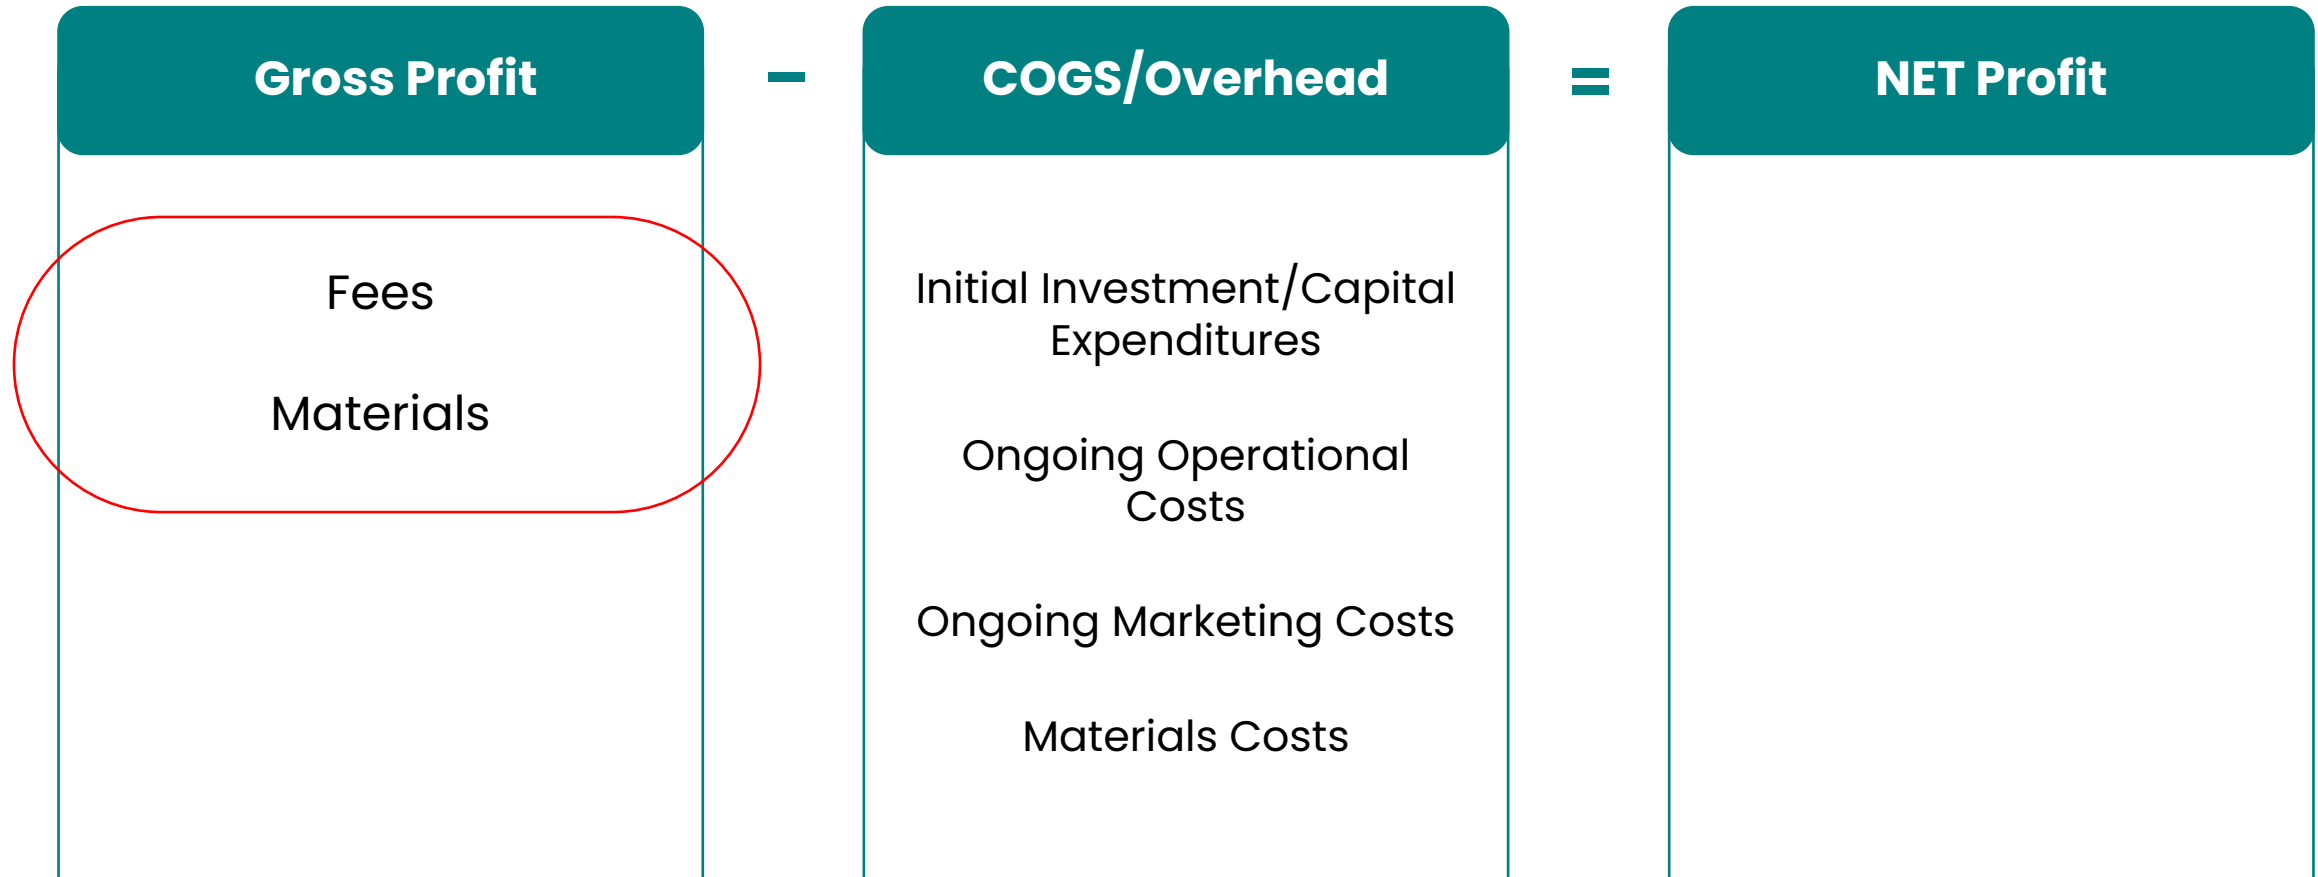 Gross Profit
–
COGS/Overhead
=
NET Profit
Fees
Materials
Initial Investment/Capital
Expenditures
Ongoing Operational
Costs
Ongoing Marketing Costs
Materials Costs